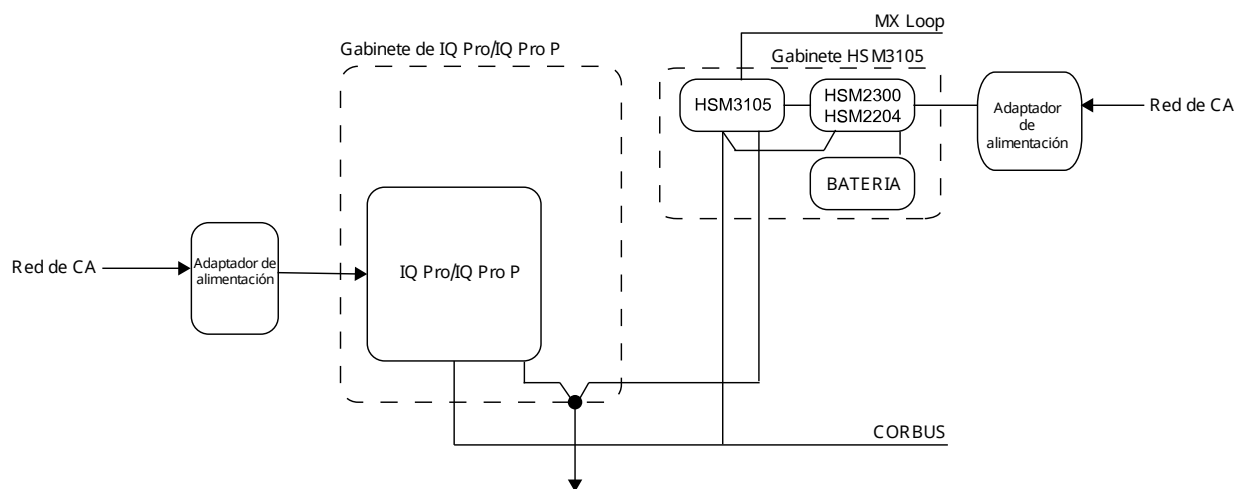 MX Loop
Gabinete de IQ Pro/IQ Pro P
Gabinete HSM3105
HSM3105
HSM2300
HSM2204
Adaptador
de
alimentación
Red de CA
BATERIA
Red de CA
Adaptador de
alimentación
IQ Pro/IQ Pro P
CORBUS